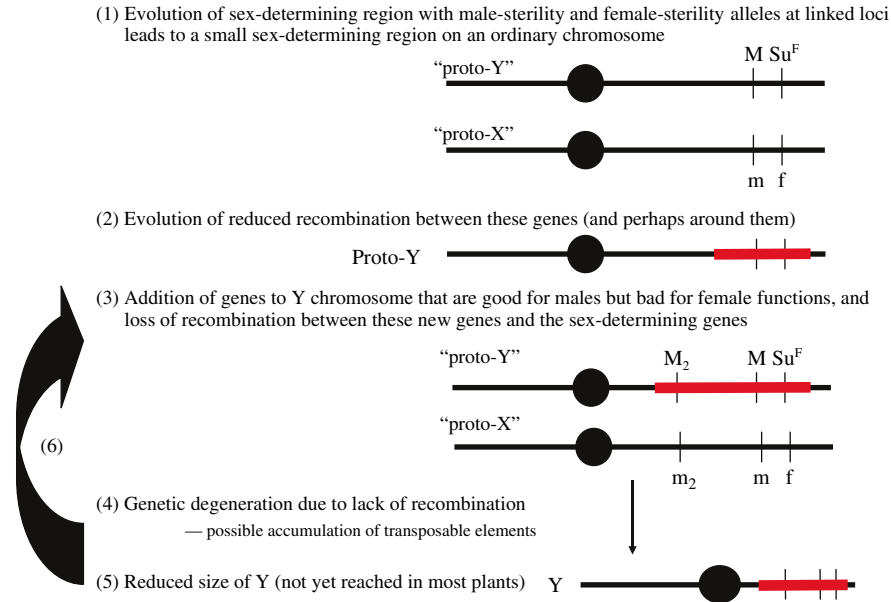 (1) Evolution of sex-determining region with male-sterility and female-sterility alleles at linked loci
leads to a small sex-determining region on an ordinary chromosome
“proto-Y”
M Su^F
“proto-X”
m f
(2) Evolution of reduced recombination between these genes (and perhaps around them)
Proto-Y
(3) Addition of genes to Y chromosome that are good for males but bad for female functions, and
loss of recombination between these new genes and the sex-determining genes
“proto-Y”
M₂ M Su^F
“proto-X”
m₂ m f
(6)
(4) Genetic degeneration due to lack of recombination
— possible accumulation of transposable elements
(5) Reduced size of Y (not yet reached in most plants) Y